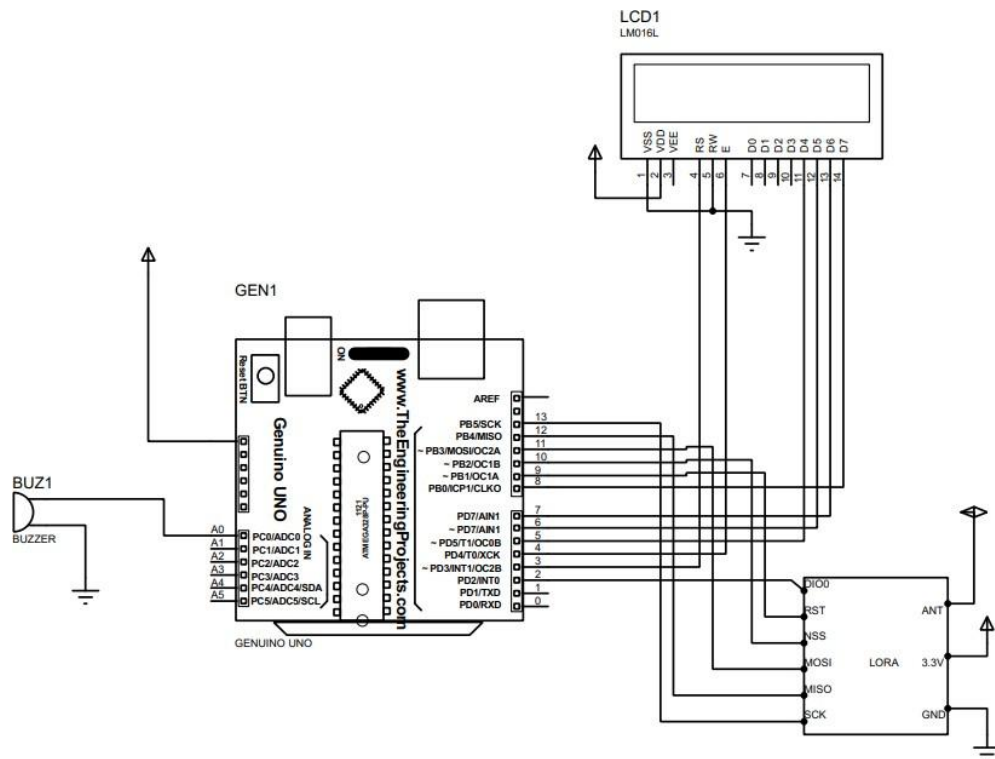 LCD1
LM016L
VSS
VDD
VEE
RS
RW
E
D0
D1
D2
D3
D4
D5
D6
D7
1
2
3
4
5
6
7
8
9
10
11
12
13
14
GEN1
ON
Reset BTN
www.TheEngineeringProjects.com
Genuino UNO
ANALOG IN
AREF
PB5/SCK 13
PB4/MISO 12
~ PB3/MOSI/OC2A 11
~ PB2/OC1B 10
~ PB1/OC1A 9
PB0/ICP1/CLKO 8
PD7/AIN1 7
~ PD7/AIN1 6
~ PD5/T1/OC0B 5
PD4/T0/XCK 4
~ PD3/INT1/OC2B 3
PD2/INT0 2
PD1/TXD 1
PD0/RXD 0
A0 PC0/ADC0
A1 PC1/ADC1
A2 PC2/ADC2
A3 PC3/ADC3
A4 PC4/ADC4/SDA
A5 PC5/ADC5/SCL
GENUINO UNO
BUZ1
BUZZER
DIO0
RST
NSS
MOSI
MISO
SCK
LORA
ANT
3.3V
GND